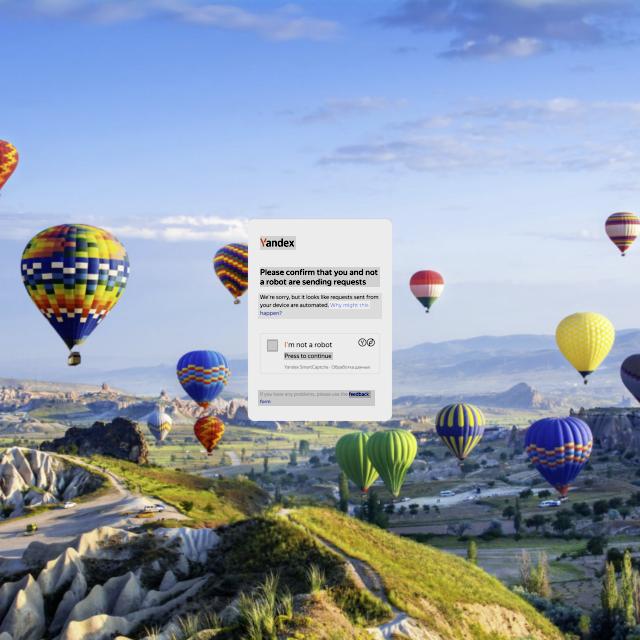 Yandex
Please confirm that you and not
a robot are sending requests
We're sorry, but it looks like requests sent from
your device are automated. Why might this
happen?
I'm not a robot
Press to continue
Yandex SmartCaptcha · Обработка данных
If you have any problems, please use the feedback
form